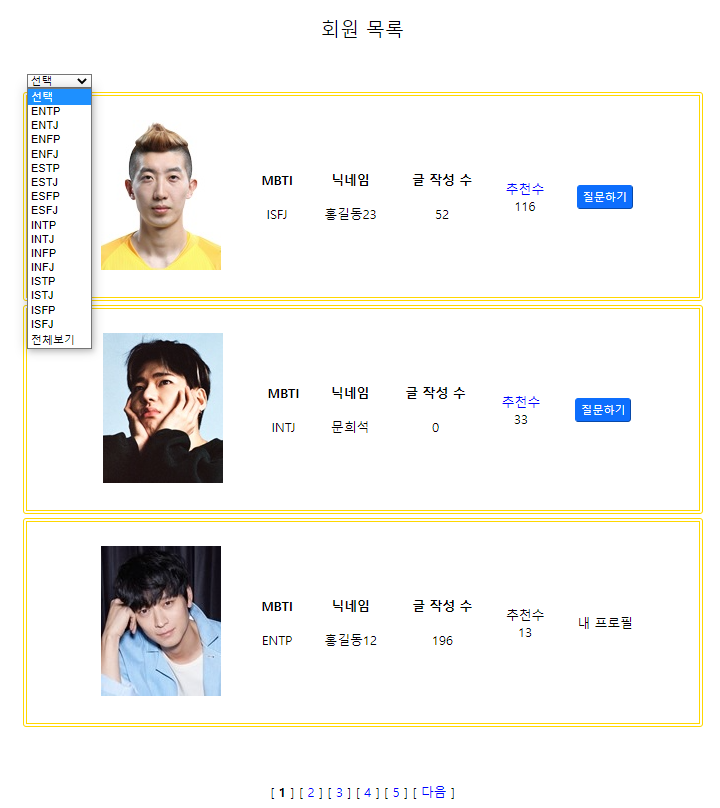 회원 목록
선택
선택
ENTP
ENTJ
ENFP
ENFJ
ESTP
ESTJ
ESFP
ESFJ
INTP
INTJ
INFP
INFJ
ISTP
ISTJ
ISFP
ISFJ
전체보기
MBTI 닉네임 글 작성 수 추천수 질문하기
ISFJ 홍길동23 52 116
MBTI 닉네임 글 작성 수 추천수 질문하기
INTJ 문희석 0 33
MBTI 닉네임 글 작성 수 추천수 내 프로필
ENTP 홍길동12 196 13
[ 1 ] [ 2 ] [ 3 ] [ 4 ] [ 5 ] [ 다음 ]